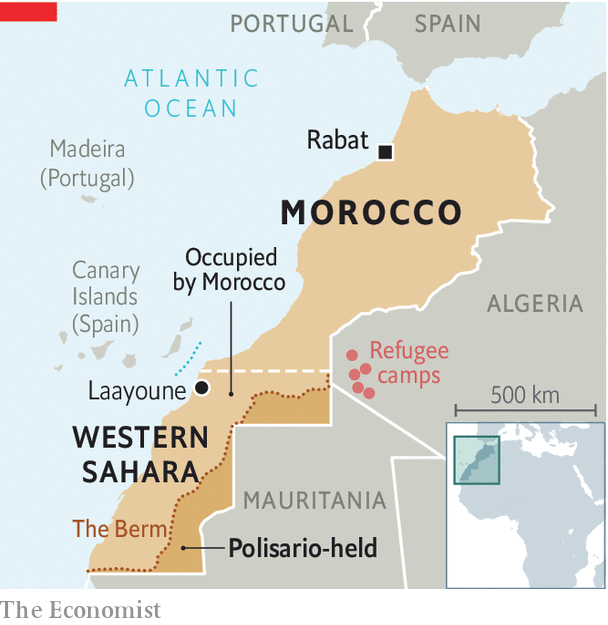 PORTUGAL
SPAIN
ATLANTIC
OCEAN
Madeira
(Portugal)
Rabat
MOROCCO
Occupied
by Morocco
Canary
Islands
(Spain)
ALGERIA
Refugee
camps
Laayoune
500 km
WESTERN
SAHARA
MAURITANIA
The Berm
Polisario-held
The Economist